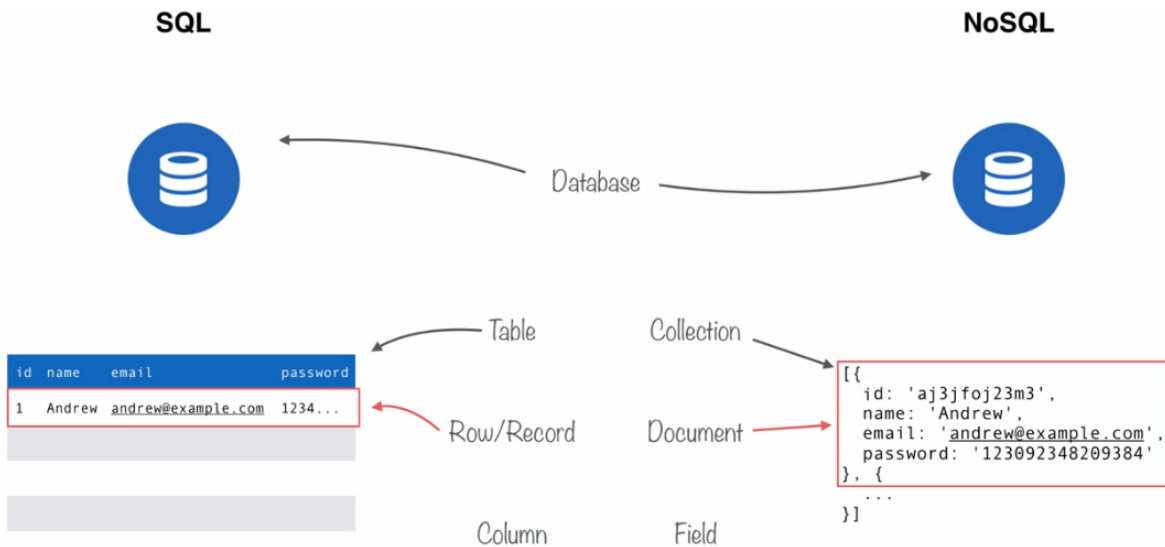 SQL
NoSQL
Database
Table
Collection
id name email password
1 Andrew andrew@example.com 1234...
Row/Record
Document
[{
id: 'aj3jfoj23m3',
name: 'Andrew',
email: 'andrew@example.com',
password: '123092348209384'
}, {
...
}]
Column
Field